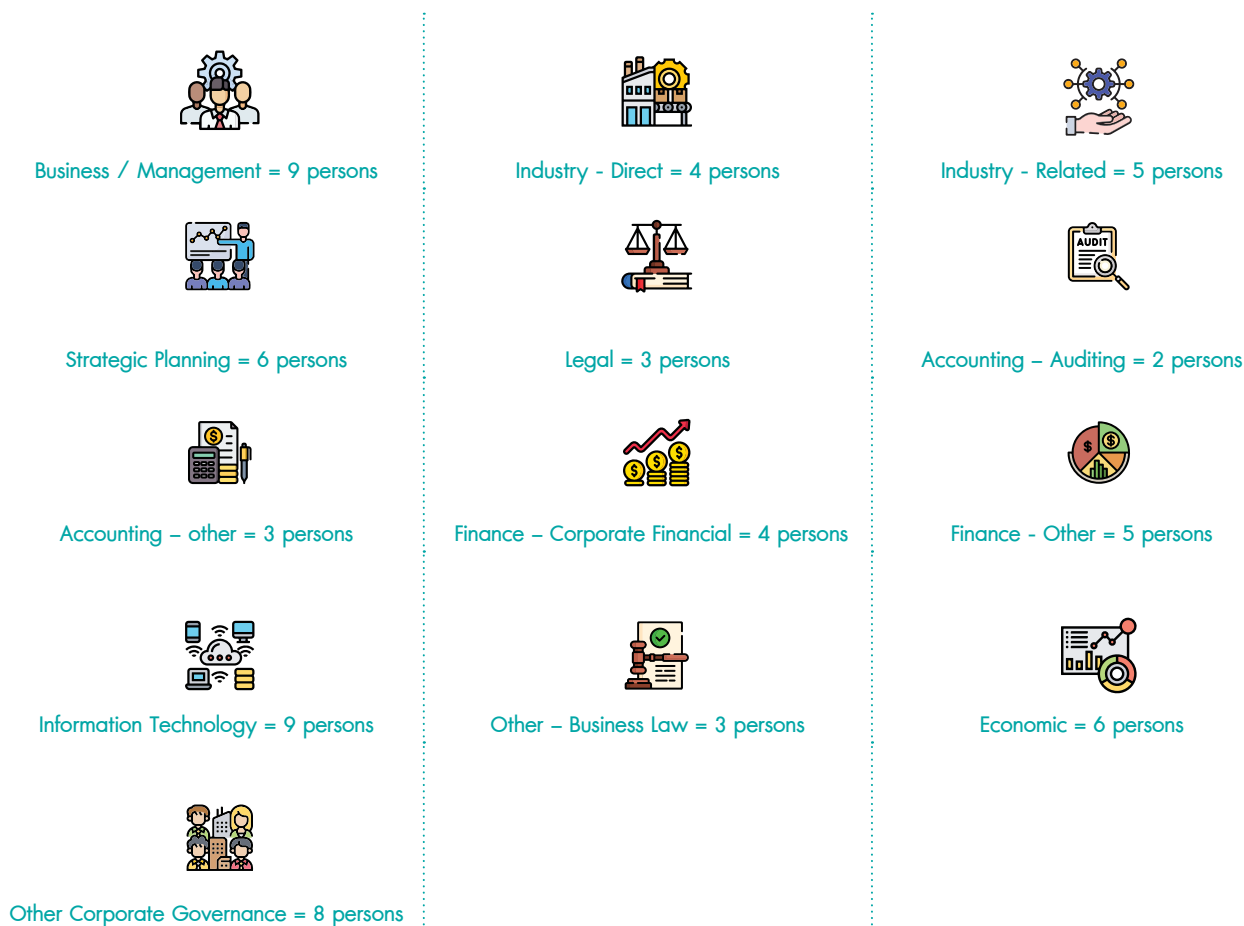 Business / Management = 9 persons
Industry - Direct = 4 persons
Industry - Related = 5 persons
AUDIT
Strategic Planning = 6 persons
Legal = 3 persons
Accounting – Auditing = 2 persons
Accounting – other = 3 persons
Finance – Corporate Financial = 4 persons
Finance - Other = 5 persons
Information Technology = 9 persons
Other – Business Law = 3 persons
Economic = 6 persons
Other Corporate Governance = 8 persons